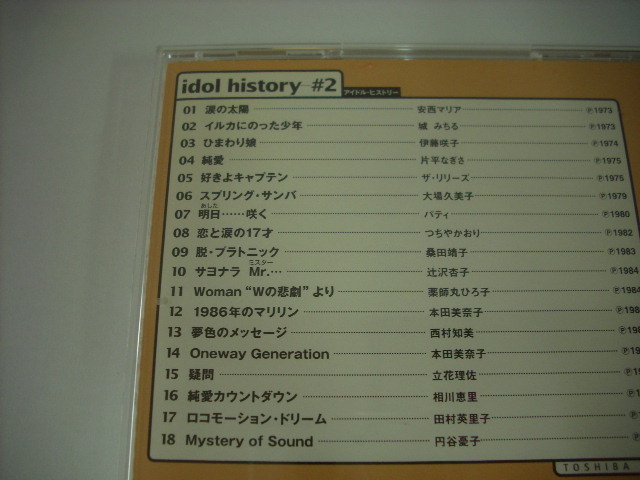 idol history #2
アイドル・ヒストリー
01 涙の太陽 安西マリア ℗1973
02 イルカにのった少年 城 みちる ℗1973
03 ひまわり娘 伊藤咲子 ℗1974
04 純愛 片平なぎさ ℗1975
05 好きよキャプテン ザ・リリーズ ℗1975
06 スプリング・サンバ 大場久美子 ℗1979
あした
07 明日……咲く パティ ℗1980
08 恋と涙の17才 つちやかおり ℗1982
09 脱・プラトニック 桑田靖子 ℗1983
ミスター
10 サヨナラ Mr.… 辻沢杏子 ℗1984
11 Woman “Wの悲劇” より 薬師丸ひろ子 ℗1984
12 1986年のマリリン 本田美奈子 ℗198
13 夢色のメッセージ 西村知美 ℗19
14 Oneway Generation 本田美奈子 ℗19
15 疑問 立花理佐 ℗19
16 純愛カウントダウン 相川恵里 ℗1
17 ロコモーション・ドリーム 田村英里子 ℗
18 Mystery of Sound 円谷憂子 ℗
TOSHIBA